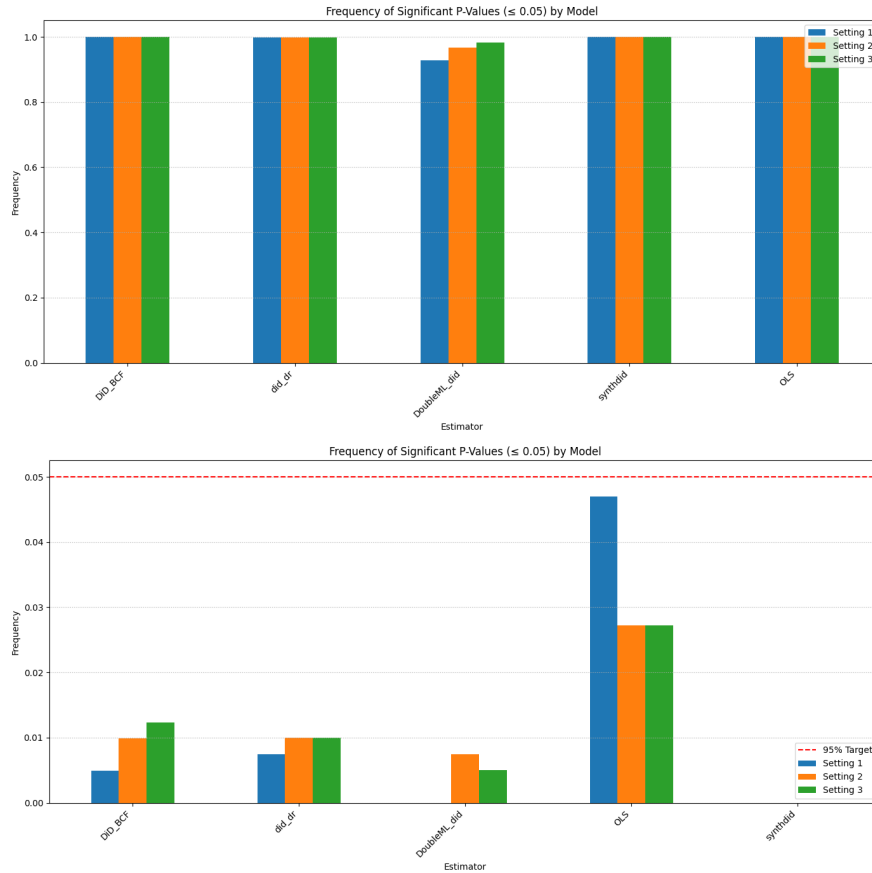 Frequency of Significant P-Values (≤ 0.05) by Model
Setting 1
Setting 2
Setting 3
1.0
0.8
0.6
0.4
0.2
0.0
Frequency
DiD_BCF
did_dr
DoubleML_did
synthdid
OLS
Estimator
Frequency of Significant P-Values (≤ 0.05) by Model
0.05
0.04
0.03
0.02
0.01
0.00
Frequency
95% Target
Setting 1
Setting 2
Setting 3
DiD_BCF
did_dr
DoubleML_did
OLS
synthdid
Estimator